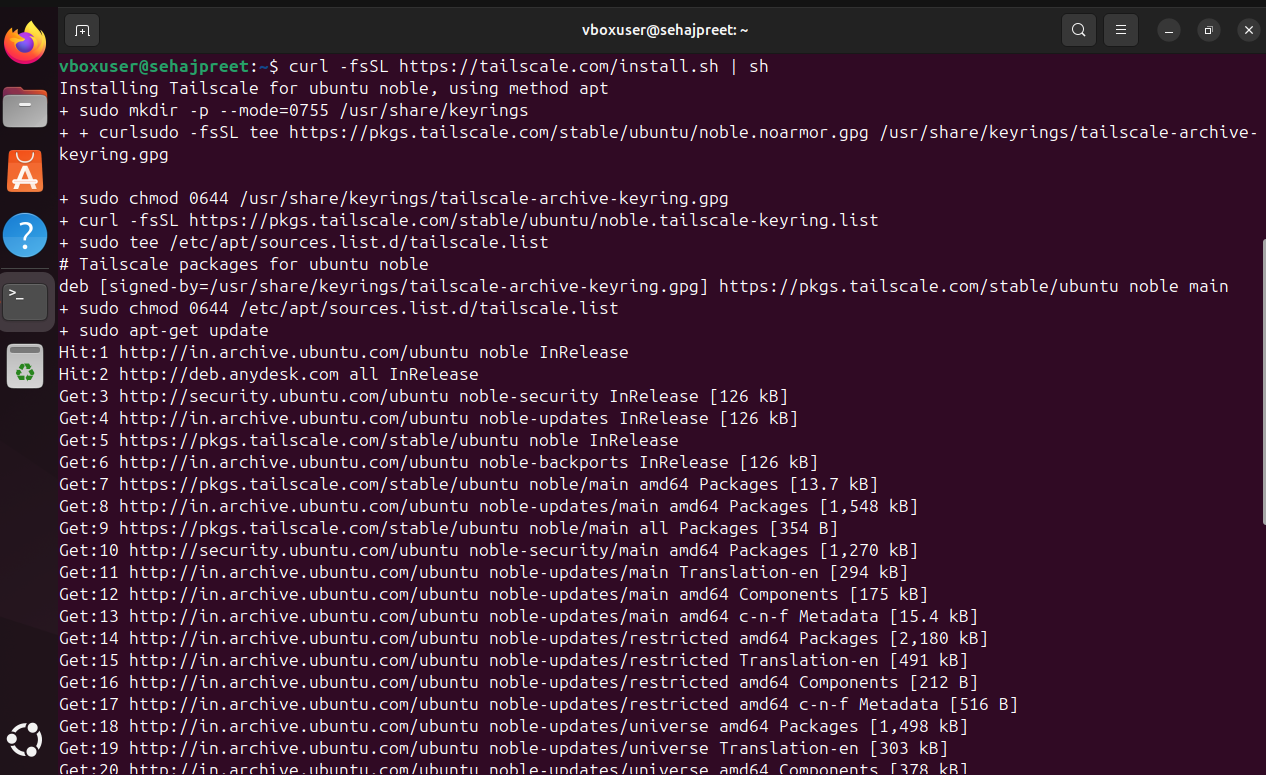 vboxuser@sehajpreet: ~
vboxuser@sehajpreet:~$ curl -fsSL https://tailscale.com/install.sh | sh
Installing Tailscale for ubuntu noble, using method apt
+ sudo mkdir -p --mode=0755 /usr/share/keyrings
+ + curlsudo -fsSL tee https://pkgs.tailscale.com/stable/ubuntu/noble.noarmor.gpg /usr/share/keyrings/tailscale-archive-
keyring.gpg
+ sudo chmod 0644 /usr/share/keyrings/tailscale-archive-keyring.gpg
+ curl -fsSL https://pkgs.tailscale.com/stable/ubuntu/noble.tailscale-keyring.list
+ sudo tee /etc/apt/sources.list.d/tailscale.list
# Tailscale packages for ubuntu noble
deb [signed-by=/usr/share/keyrings/tailscale-archive-keyring.gpg] https://pkgs.tailscale.com/stable/ubuntu noble main
+ sudo chmod 0644 /etc/apt/sources.list.d/tailscale.list
+ sudo apt-get update
Hit:1 http://in.archive.ubuntu.com/ubuntu noble InRelease
Hit:2 http://deb.anydesk.com all InRelease
Get:3 http://security.ubuntu.com/ubuntu noble-security InRelease [126 kB]
Get:4 http://in.archive.ubuntu.com/ubuntu noble-updates InRelease [126 kB]
Get:5 https://pkgs.tailscale.com/stable/ubuntu noble InRelease
Get:6 http://in.archive.ubuntu.com/ubuntu noble-backports InRelease [126 kB]
Get:7 https://pkgs.tailscale.com/stable/ubuntu noble/main amd64 Packages [13.7 kB]
Get:8 http://in.archive.ubuntu.com/ubuntu noble-updates/main amd64 Packages [1,548 kB]
Get:9 https://pkgs.tailscale.com/stable/ubuntu noble/main all Packages [354 B]
Get:10 http://security.ubuntu.com/ubuntu noble-security/main amd64 Packages [1,270 kB]
Get:11 http://in.archive.ubuntu.com/ubuntu noble-updates/main Translation-en [294 kB]
Get:12 http://in.archive.ubuntu.com/ubuntu noble-updates/main amd64 Components [175 kB]
Get:13 http://in.archive.ubuntu.com/ubuntu noble-updates/main amd64 c-n-f Metadata [15.4 kB]
Get:14 http://in.archive.ubuntu.com/ubuntu noble-updates/restricted amd64 Packages [2,180 kB]
Get:15 http://in.archive.ubuntu.com/ubuntu noble-updates/restricted Translation-en [491 kB]
Get:16 http://in.archive.ubuntu.com/ubuntu noble-updates/restricted amd64 Components [212 B]
Get:17 http://in.archive.ubuntu.com/ubuntu noble-updates/restricted amd64 c-n-f Metadata [516 B]
Get:18 http://in.archive.ubuntu.com/ubuntu noble-updates/universe amd64 Packages [1,498 kB]
Get:19 http://in.archive.ubuntu.com/ubuntu noble-updates/universe Translation-en [303 kB]
Get:20 http://in.archive.ubuntu.com/ubuntu noble-updates/universe amd64 Components [378 kB]